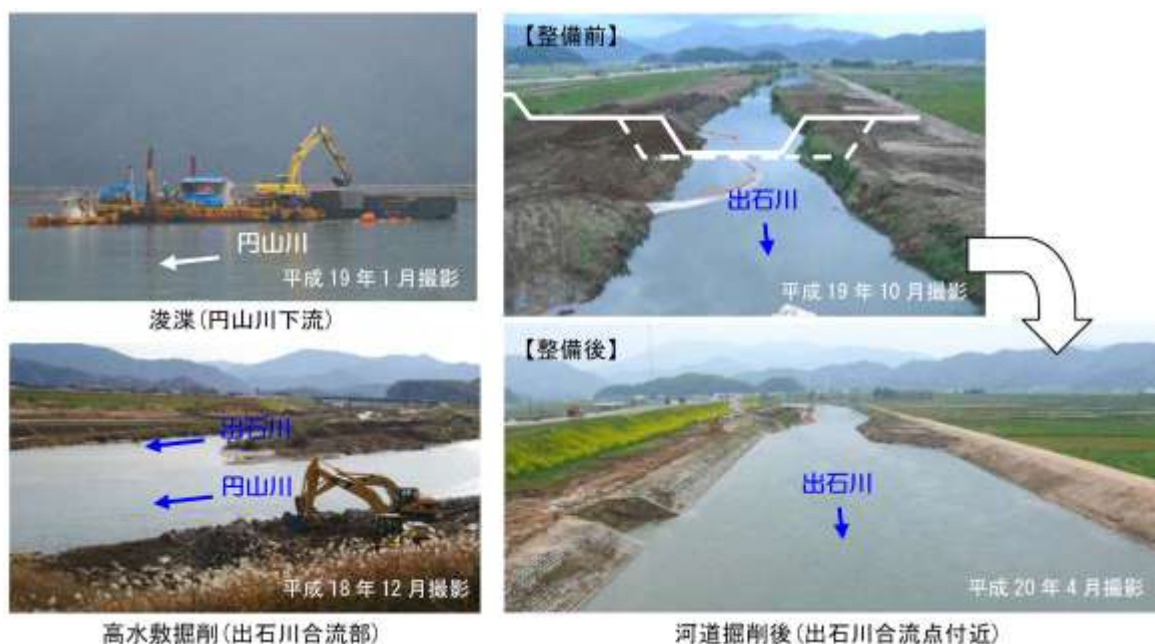 円山川
平成19年1月撮影
浚渫(円山川下流)
出石川
円山川
平成18年12月撮影
高水敷掘削(出石川合流部)
【整備前】
出石川
平成19年10月撮影
【整備後】
出石川
平成20年4月撮影
河道掘削後(出石川合流点付近)